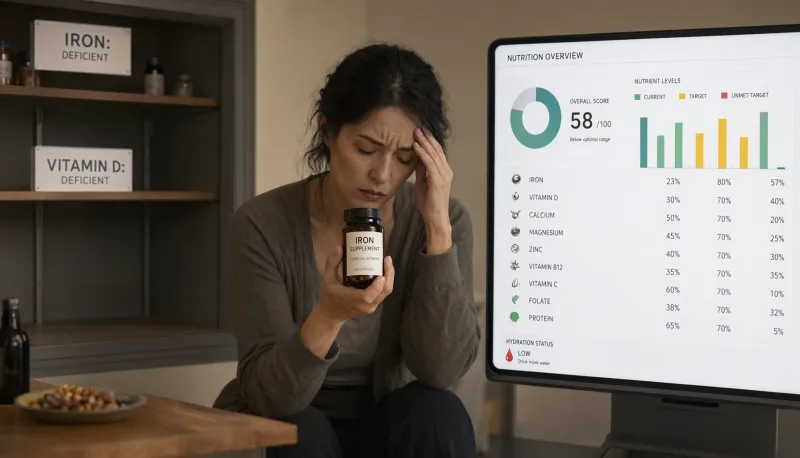 IRON:
DEFICIENT
VITAMIN D:
DEFICIENT
IRON
SUPPLEMENT
NUTRITION OVERVIEW
OVERALL SCORE
58 /100
Below optimal range
NUTRIENT LEVELS
CURRENT TARGET UNMET TARGET
IRON 23% 80% 57%
VITAMIN D 30% 70% 40%
CALCIUM 50% 70% 20%
MAGNESIUM 45% 70% 25%
ZINC 40% 70% 30%
VITAMIN B12 35% 70% 35%
VITAMIN C 60% 70% 10%
FOLATE 38% 70% 32%
PROTEIN 65% 70% 5%
HYDRATION STATUS
LOW
Drink more water